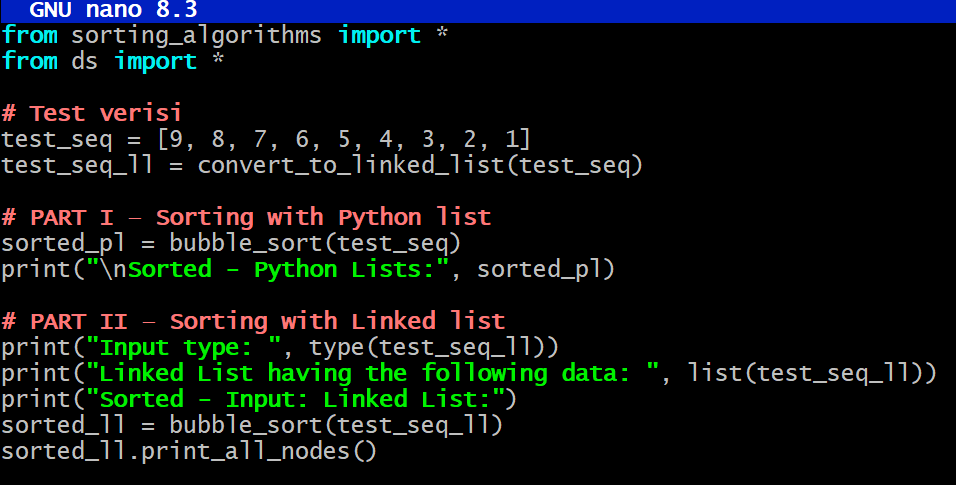 GNU nano 8.3
from sorting_algorithms import *
from ds import *
# Test verisi
test_seq = [9, 8, 7, 6, 5, 4, 3, 2, 1]
test_seq_ll = convert_to_linked_list(test_seq)
# PART I – Sorting with Python list
sorted_pl = bubble_sort(test_seq)
print("\nSorted - Python Lists:", sorted_pl)
# PART II – Sorting with Linked list
print("Input type: ", type(test_seq_ll))
print("Linked List having the following data: ", list(test_seq_ll))
print("Sorted - Input: Linked List:")
sorted_ll = bubble_sort(test_seq_ll)
sorted_ll.print_all_nodes()